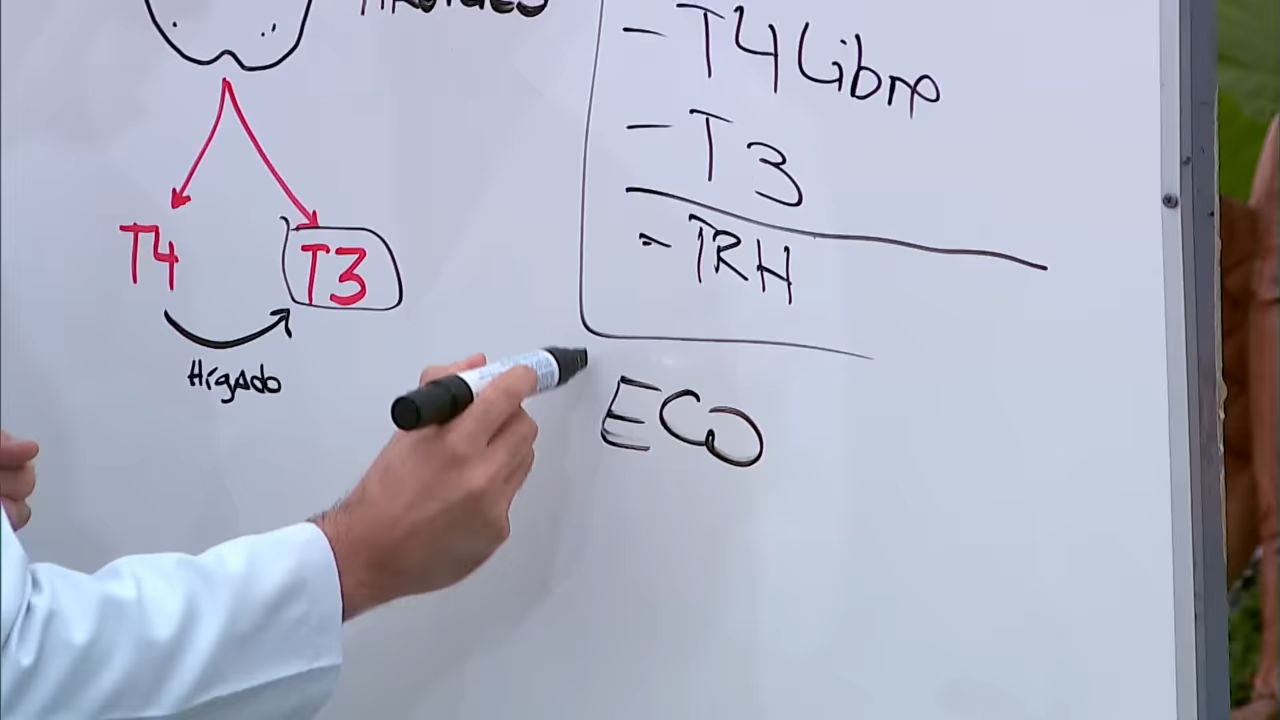 T4
T3
Hígado
- T4 Libre
- T3
- TRH
ECO